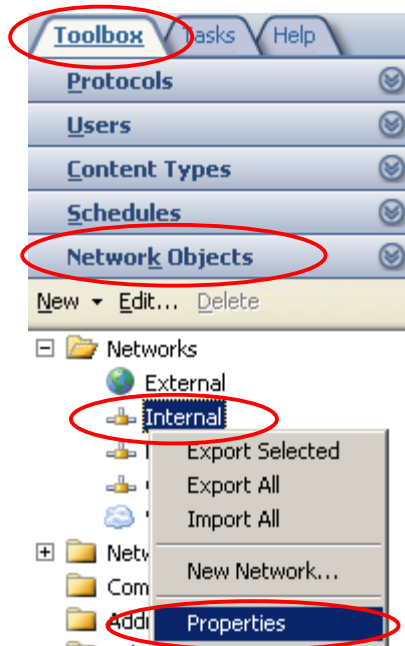 Toolbox Tasks Help
Protocols
Users
Content Types
Schedules
Network Objects
New Edit... Delete
Networks
External
Internal
Export Selected
Export All
Import All
New Network...
Properties